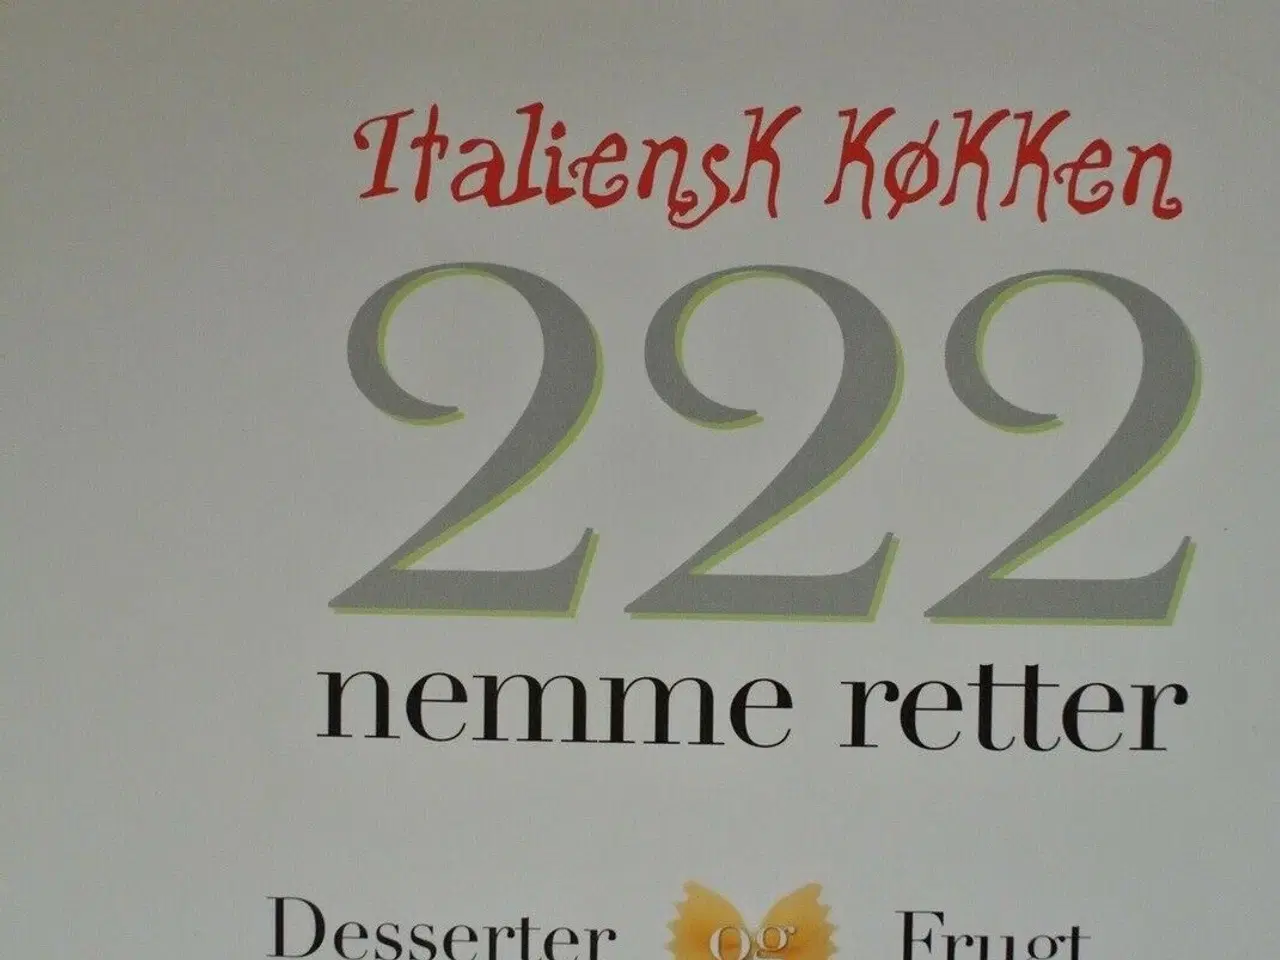 Italiensk Køkken
222
nemme retter
Desserter og Frugt